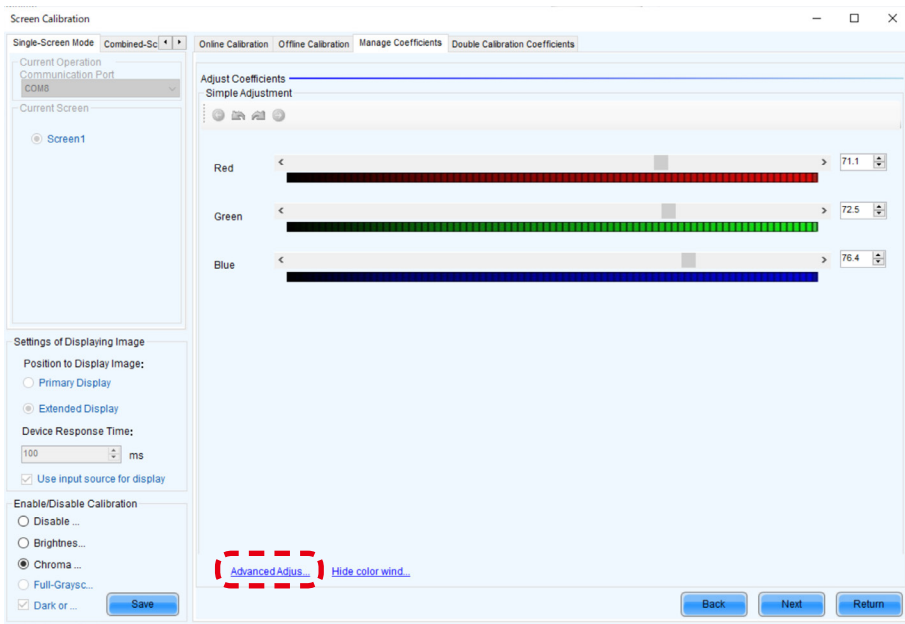 Screen Calibration
Single-Screen Mode Combined-Sc
Online Calibration Offline Calibration Manage Coefficients Double Calibration Coefficients
Current Operation
Communication Port
COM8
Current Screen
Screen1
Adjust Coefficients
Simple Adjustment
Red 71.1
Green 72.5
Blue 76.4
Settings of Displaying Image
Position to Display Image:
Primary Display
Extended Display
Device Response Time:
100 ms
Use input source for display
Enable/Disable Calibration
Disable ...
Brightnes...
Chroma ...
Full-Graysc...
Dark or ...
Save
Advanced Adjus...
Hide color wind...
Back Next Return